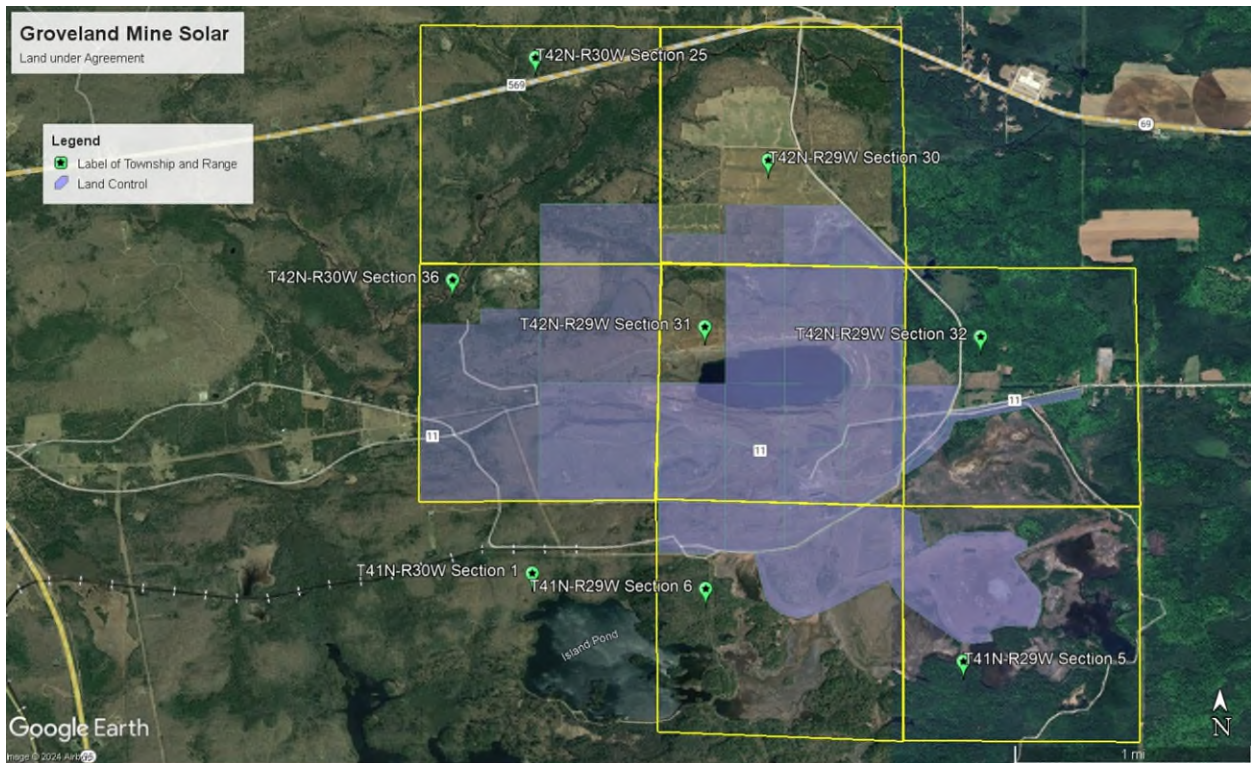 Groveland Mine Solar
Land under Agreement
T42N-R30W Section 25
569
Legend
Label of Township and Range
Land Control
69
T42N-R29W Section 30
T42N-R30W Section 36
T42N-R29W Section 31
T42N-R29W Section 32
11
11
11
T41N-R30W Section 1
T41N-R29W Section 6
Island Pond
T41N-R29W Section 5
Google Earth
N
Image © 2024 Airbus
95
1 mi